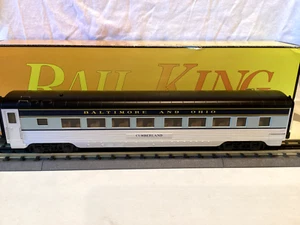 RAIL KING
BALTIMORE AND OHIO
CUMBERLAND